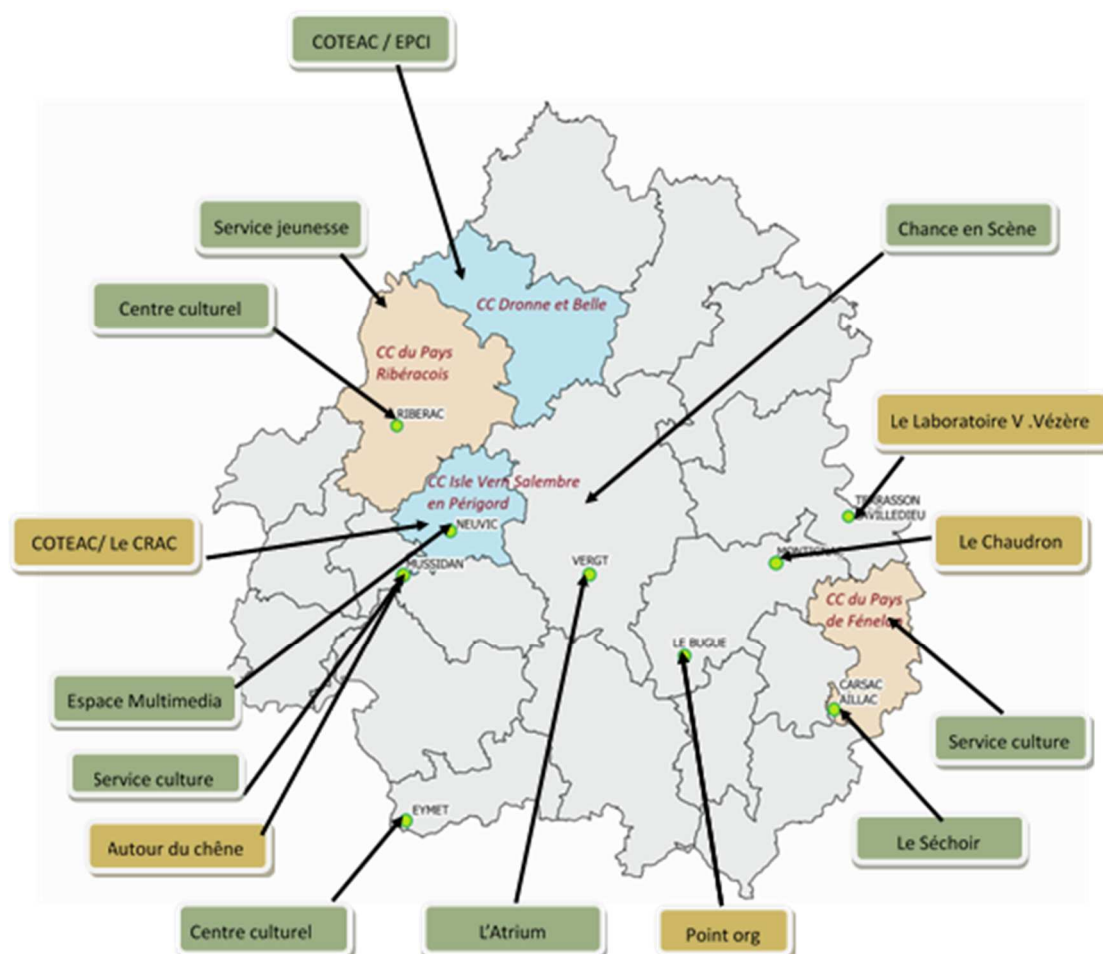 COTEAC / EPCI
Service jeunesse
Chance en Scène
Centre culturel
CC Dronne et Belle
CC du Pays
Ribéracois
RIBERAC
Le Laboratoire V .Vézère
CC Isle Vern Salembre
en Périgord
TERRASSON
LAVILLEDIEU
COTEAC/ Le CRAC
NEUVIC
Le Chaudron
MUSSIDAN
VERGT
MONTIGNAC
CC du Pays
de Fénelon
LE BUGUE
Espace Multimedia
CARSAC
AILLAC
Service culture
Service culture
EYMET
Autour du chêne
Le Séchoir
Centre culturel
L'Atrium
Point org